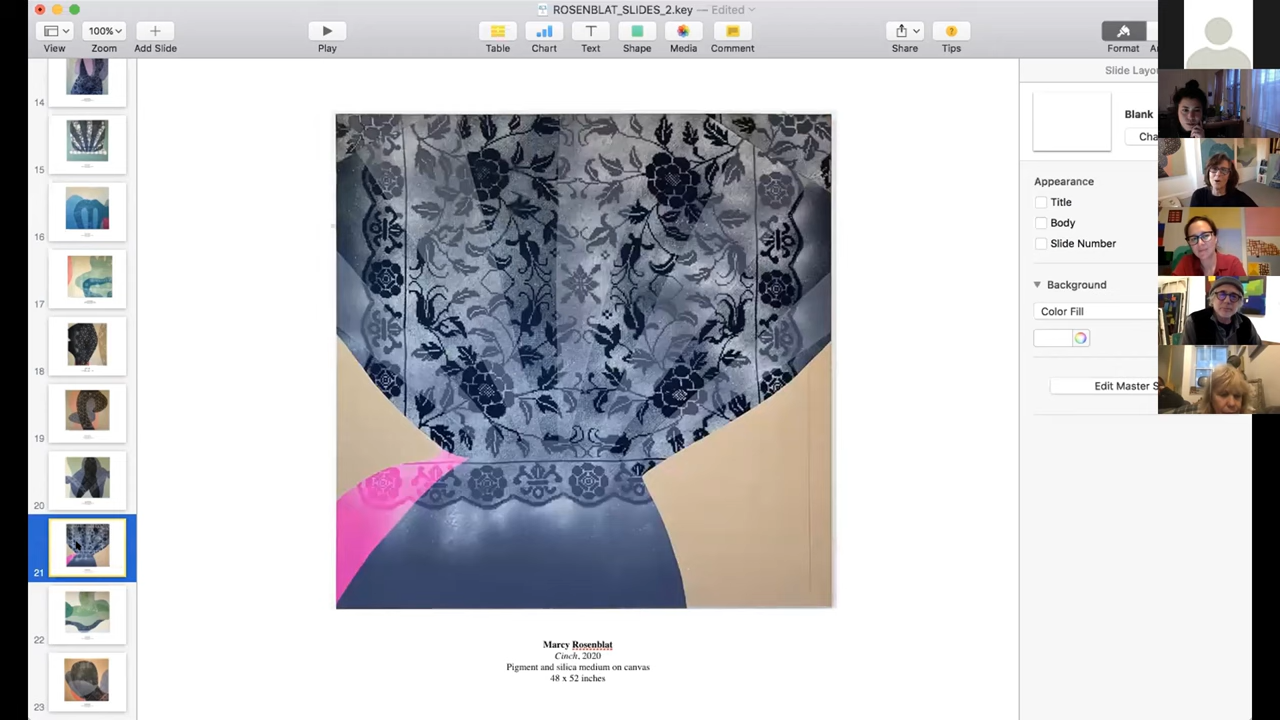 ROSENBLAT_SLIDES_2.key — Edited
100%
View
Zoom
Add Slide
Play
Table
Chart
Text
Shape
Media
Comment
Share
Tips
Format
Slide
Blank
Appearance
Title
Body
Slide Number
Background
Color Fill
Edit Master
14
15
16
17
18
19
20
21
22
23
Marcy Rosenblat
Cinch, 2020
Pigment and silica medium on canvas
48 x 52 inches